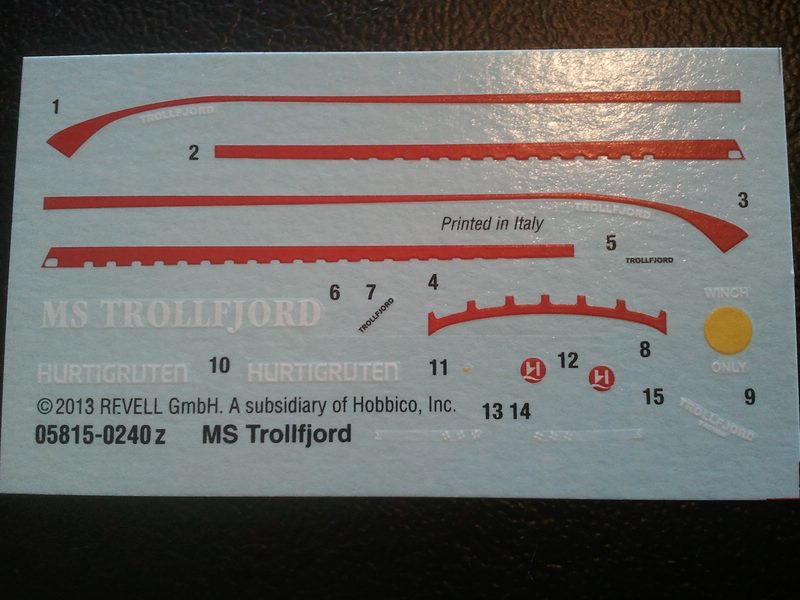 1
TROLLFJORD
2
3
TROLLFJORD
Printed in Italy
5
TROLLFJORD
4
6 7
TROLLFJORD
MS TROLLFJORD
WINCH
ONLY
8
HURTIGRUTEN 10 HURTIGRUTEN
11 12
15 9
TROLLFJORD
©2013 REVELL GmbH. A subsidiary of Hobbico, Inc.
13 14
05815-0240 z MS Trollfjord